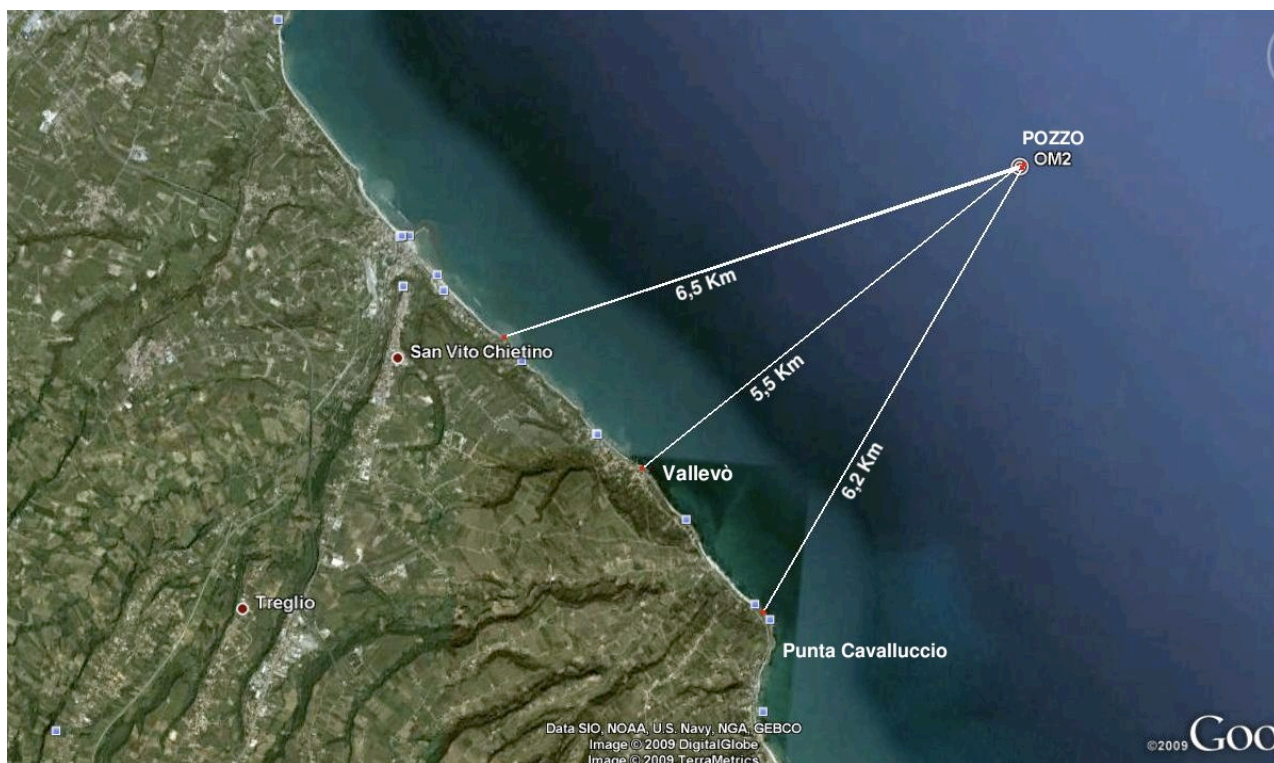 POZZO
OM2
6,5 Km
5,5 Km
6,2 Km
San Vito Chietino
Vallevò
Treglio
Punta Cavalluccio
Data SIO, NOAA, U.S. Navy, NGA, GEBCO
Image © 2009 DigitalGlobe
Image © 2009 TerraMetrics
©2009 Goo